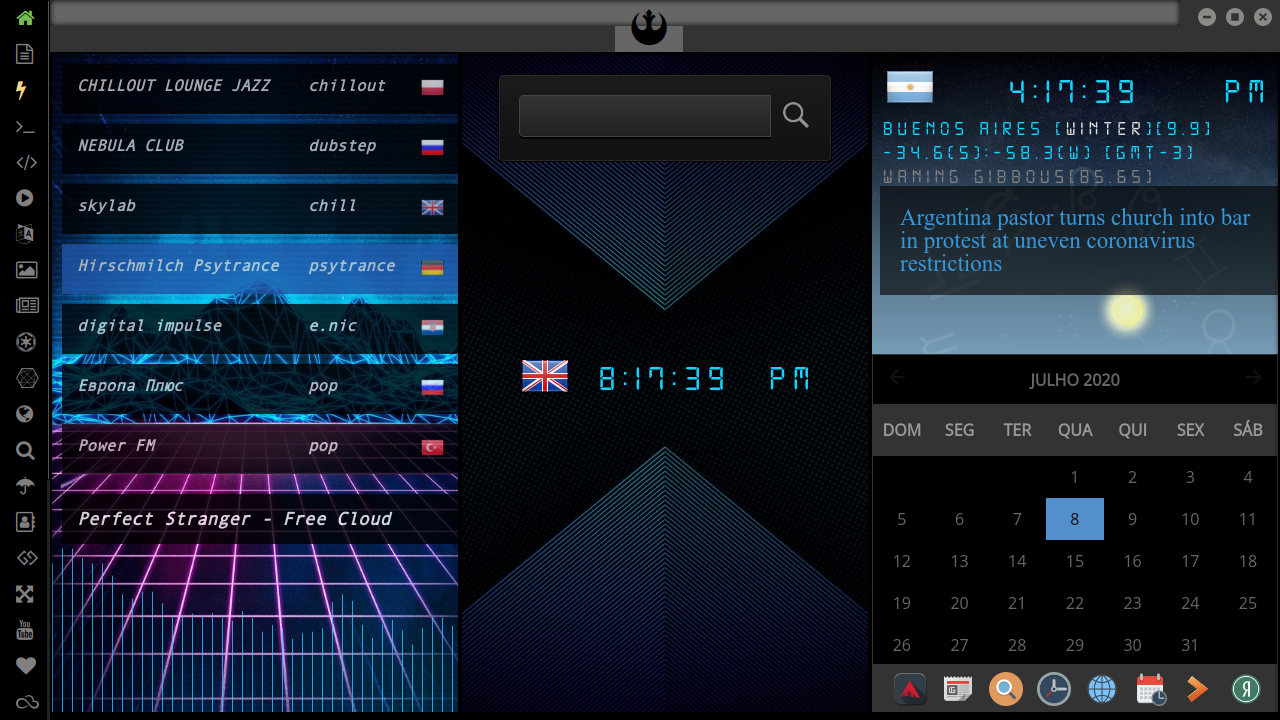 CHILLOUT LOUNGE JAZZ chillout
NEBULA CLUB dubstep
skylab chill
Hirschmilch Psytrance psytrance
digital impulse e.nic
Европа Плюс pop
Power FM pop
Perfect Stranger - Free Cloud
8:17:39 PM
4:17:39 PM
BUENOS AIRES [WINTER][9.9]
-34.6(S):-58.3(W) [GMT-3]
WANING GIBBOUS[85.6S]
Argentina pastor turns church into bar
in protest at uneven coronavirus
restrictions
JULHO 2020
DOM SEG TER QUA QUI SEX SÁB
1 2 3 4
5 6 7 8 9 10 11
12 13 14 15 16 17 18
19 20 21 22 23 24 25
26 27 28 29 30 31
You
Tube
Я